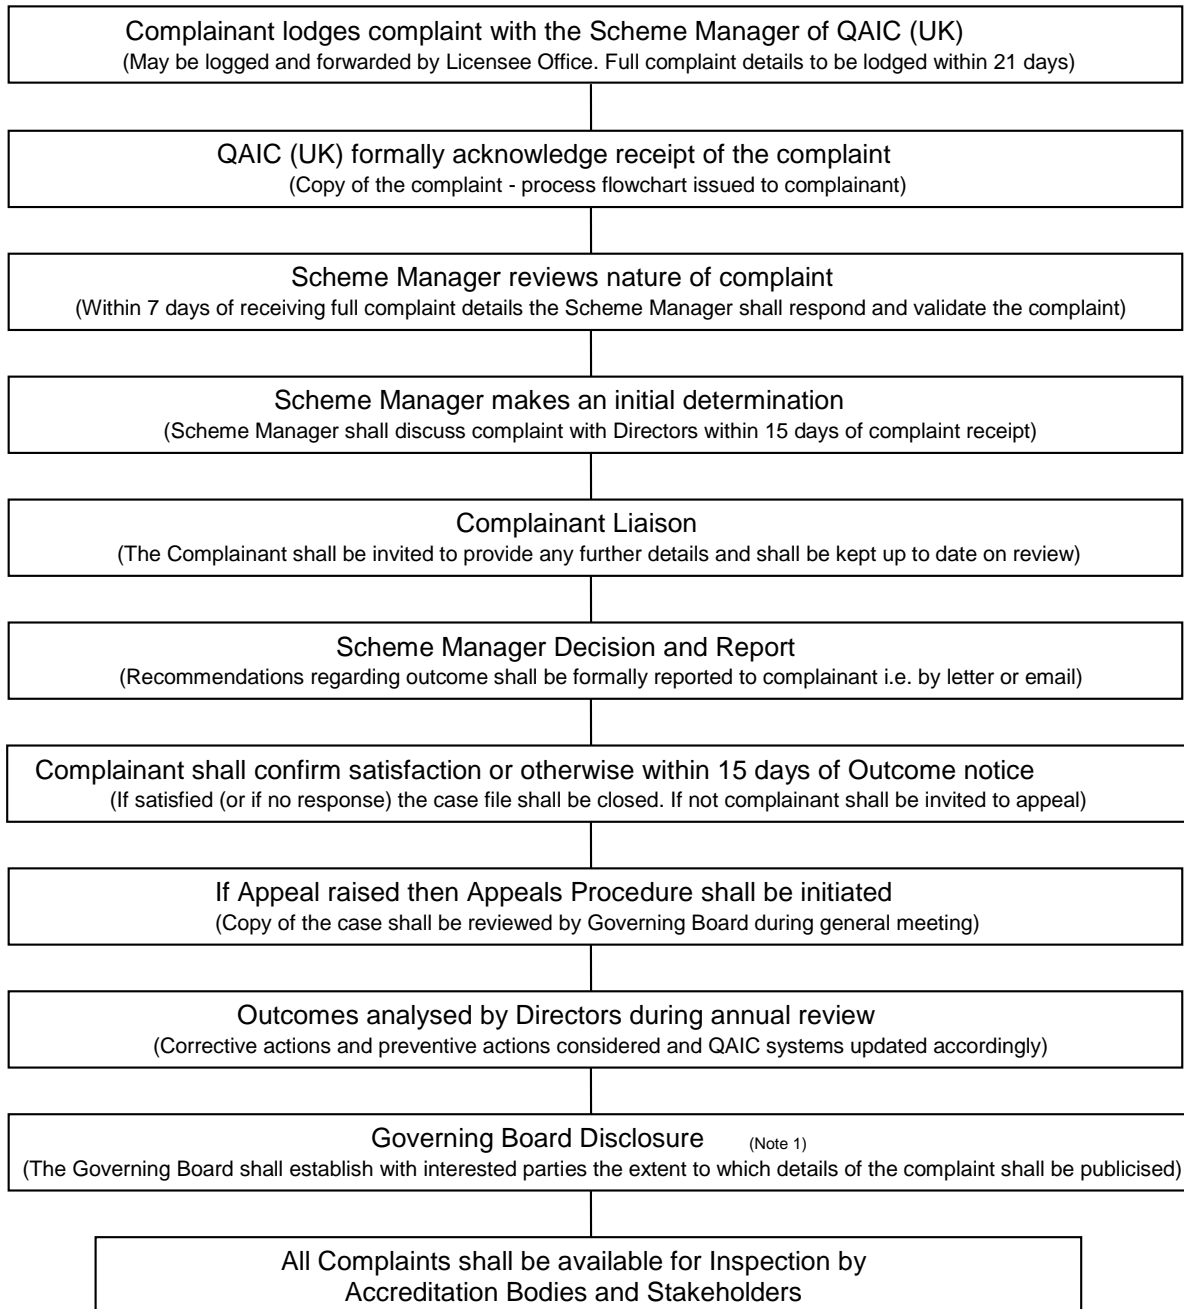 Complainant lodges complaint with the Scheme Manager of QAIC (UK)
(May be logged and forwarded by Licensee Office. Full complaint details to be lodged within 21 days)
QAIC (UK) formally acknowledge receipt of the complaint
(Copy of the complaint - process flowchart issued to complainant)
Scheme Manager reviews nature of complaint
(Within 7 days of receiving full complaint details the Scheme Manager shall respond and validate the complaint)
Scheme Manager makes an initial determination
(Scheme Manager shall discuss complaint with Directors within 15 days of complaint receipt)
Complainant Liaison
(The Complainant shall be invited to provide any further details and shall be kept up to date on review)
Scheme Manager Decision and Report
(Recommendations regarding outcome shall be formally reported to complainant i.e. by letter or email)
Complainant shall confirm satisfaction or otherwise within 15 days of Outcome notice
(If satisfied (or if no response) the case file shall be closed. If not complainant shall be invited to appeal)
If Appeal raised then Appeals Procedure shall be initiated
(Copy of the case shall be reviewed by Governing Board during general meeting)
Outcomes analysed by Directors during annual review
(Corrective actions and preventive actions considered and QAIC systems updated accordingly)
Governing Board Disclosure (Note 1)
(The Governing Board shall establish with interested parties the extent to which details of the complaint shall be publicised)
All Complaints shall be available for Inspection by
Accreditation Bodies and Stakeholders